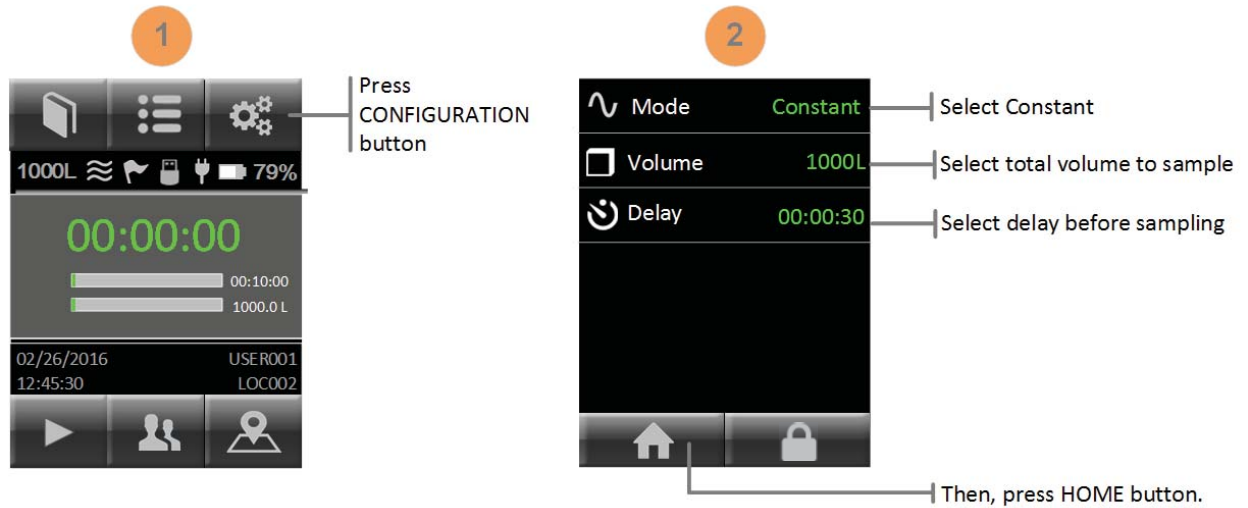 1
Press
CONFIGURATION
button
1000L 79%
00:00:00
00:10:00
1000.0 L
02/26/2016 USER001
12:45:30 LOC002
2
Mode Constant
Select Constant
Volume 1000L
Select total volume to sample
Delay 00:00:30
Select delay before sampling
Then, press HOME button.